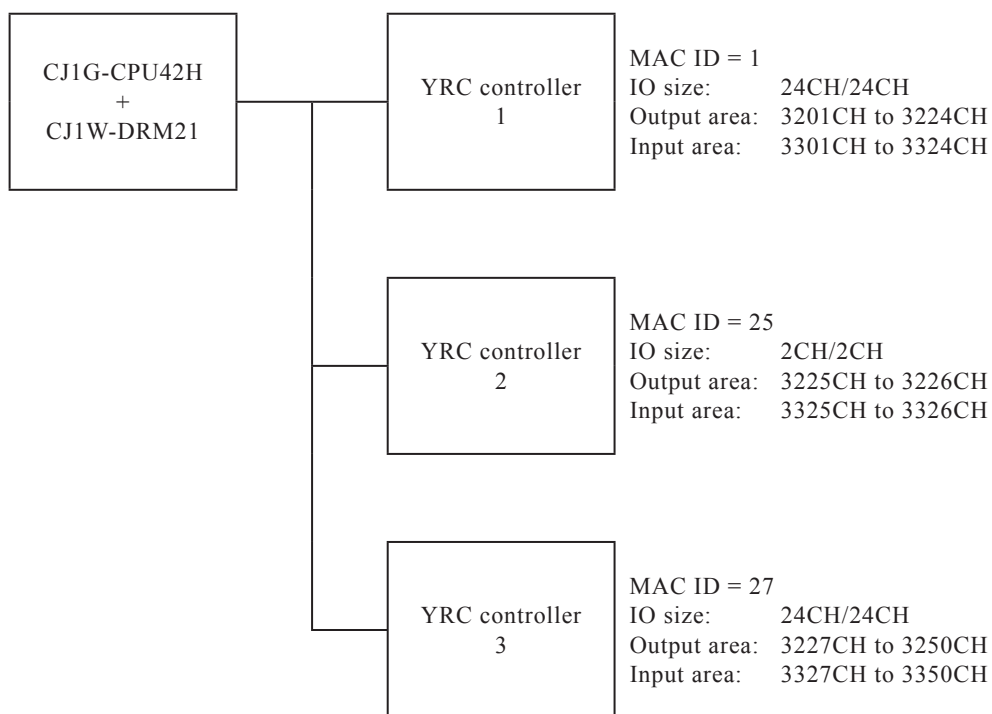 CJ1G-CPU42H
+
CJ1W-DRM21
YRC controller
1
MAC ID = 1
IO size: 24CH/24CH
Output area: 3201CH to 3224CH
Input area: 3301CH to 3324CH
YRC controller
2
MAC ID = 25
IO size: 2CH/2CH
Output area: 3225CH to 3226CH
Input area: 3325CH to 3326CH
YRC controller
3
MAC ID = 27
IO size: 24CH/24CH
Output area: 3227CH to 3250CH
Input area: 3327CH to 3350CH